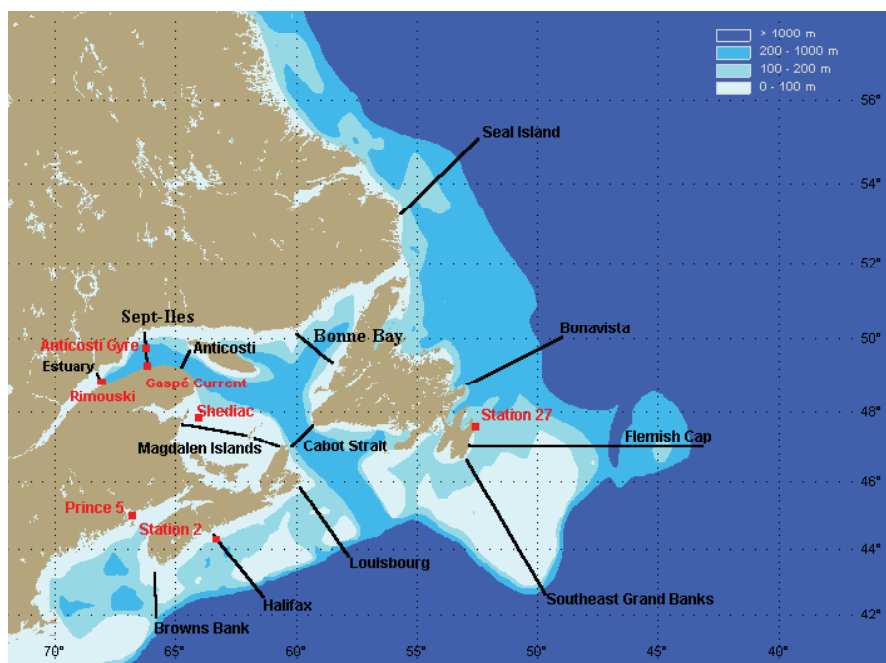 > 1000 m
200 - 1000 m
100 - 200 m
0 - 100 m
56°
Seal Island
54°
52°
Sept-Iles
Bonne Bay
Bonavista
50°
Anticosti Gyre
Anticosti
Estuary
Gaspé Current
Rimouski
Shediac
Station 27
48°
Magdalen Islands
Cabot Strait
Flemish Cap
46°
Prince 5
Station 2
Louisbourg
44°
Halifax
Southeast Grand Banks
Browns Bank
42°
70°
65°
60°
55°
50°
45°
40°